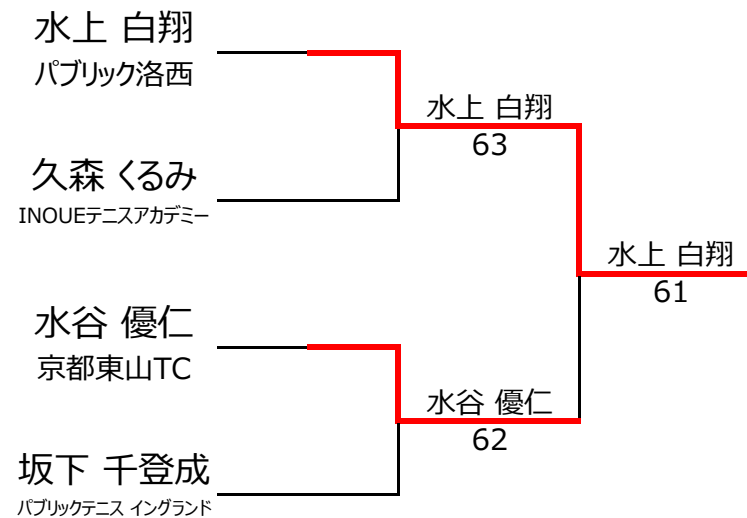 水上 白翔
パブリック洛西
久森 くるみ
INOUEテニスアカデミー
水谷 優仁
京都東山TC
坂下 千登成
パブリックテニス イングランド
水上 白翔
63
水谷 優仁
62
水上 白翔
61